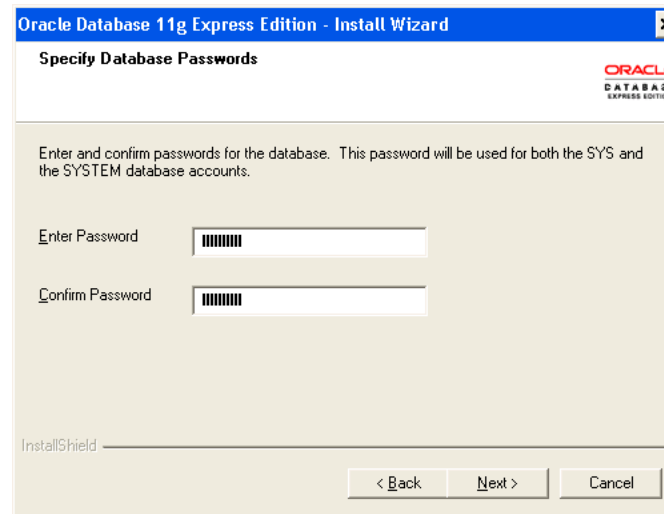 Oracle Database 11g Express Edition - Install Wizard
Specify Database Passwords
ORACL
DATABAS
EXPRESS EDITIO
Enter and confirm passwords for the database. This password will be used for both the SYS and
the SYSTEM database accounts.
Enter Password
Confirm Password
InstallShield
< Back Next > Cancel